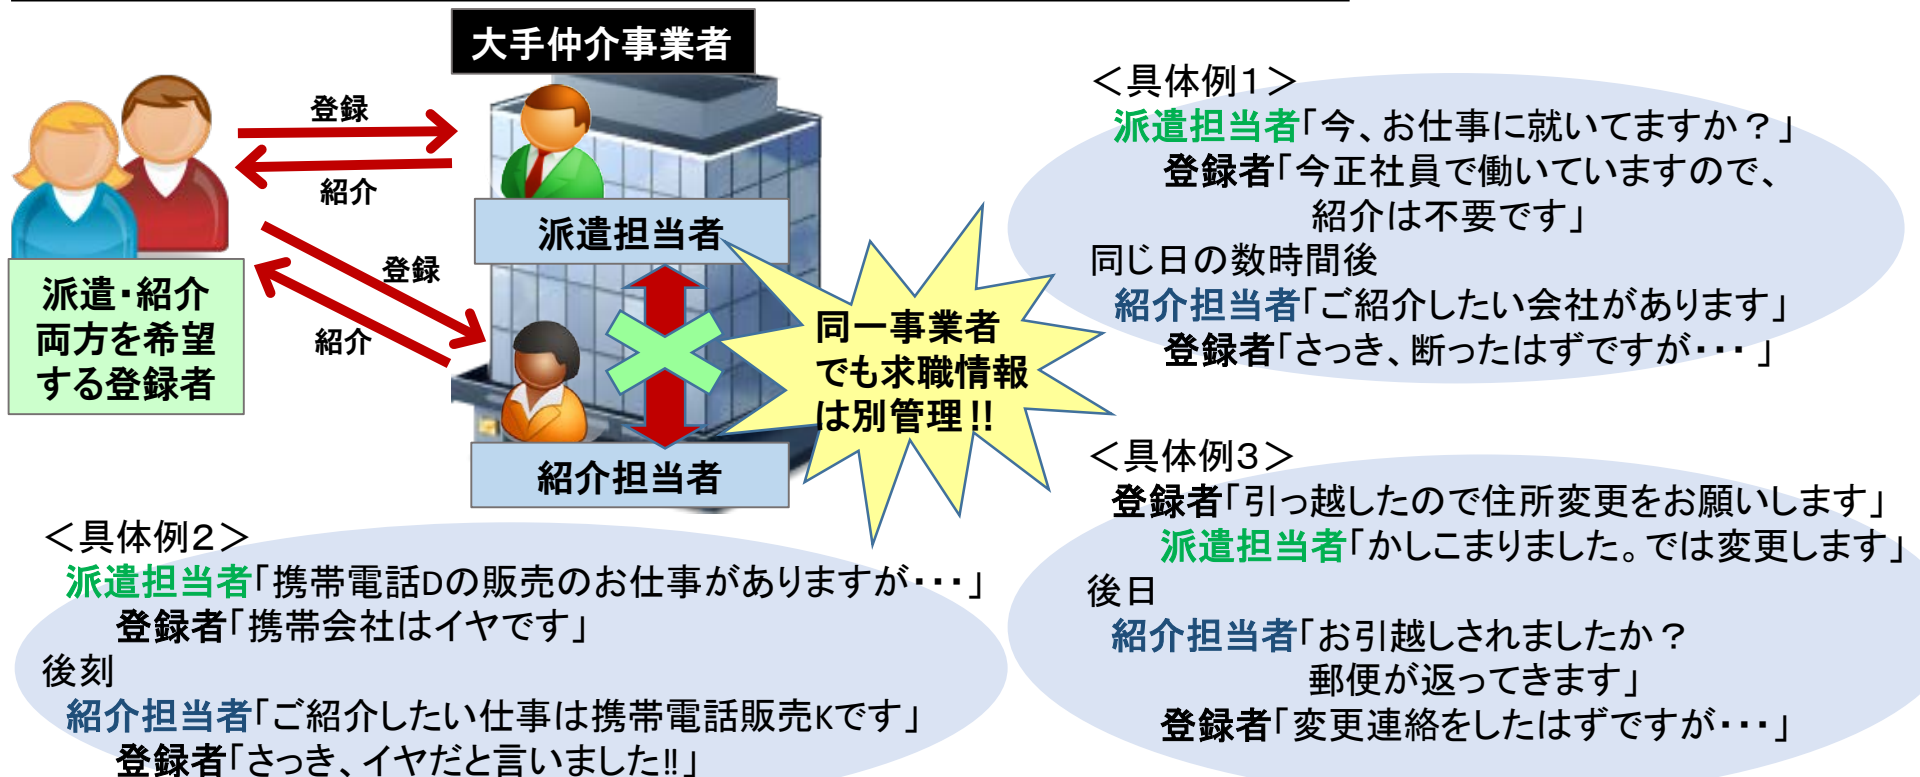 大手仲介事業者
登録
紹介
派遣担当者
登録
紹介
派遣・紹介
両方を希望
する登録者
同一事業者
でも求職情報
は別管理!!
紹介担当者
＜具体例１＞
派遣担当者「今、お仕事に就いてますか？」
登録者「今正社員で働いていますので、
紹介は不要です」
同じ日の数時間後
紹介担当者「ご紹介したい会社があります」
登録者「さっき、断ったはずですが・・・」
＜具体例２＞
派遣担当者「携帯電話Dの販売のお仕事がありますが・・・」
登録者「携帯会社はイヤです」
後刻
紹介担当者「ご紹介したい仕事は携帯電話販売Kです」
登録者「さっき、イヤだと言いました!!」
＜具体例３＞
登録者「引っ越したので住所変更をお願いします」
派遣担当者「かしこまりました。では変更します」
後日
紹介担当者「お引越しされましたか？
郵便が返ってきます」
登録者「変更連絡をしたはずですが・・・」